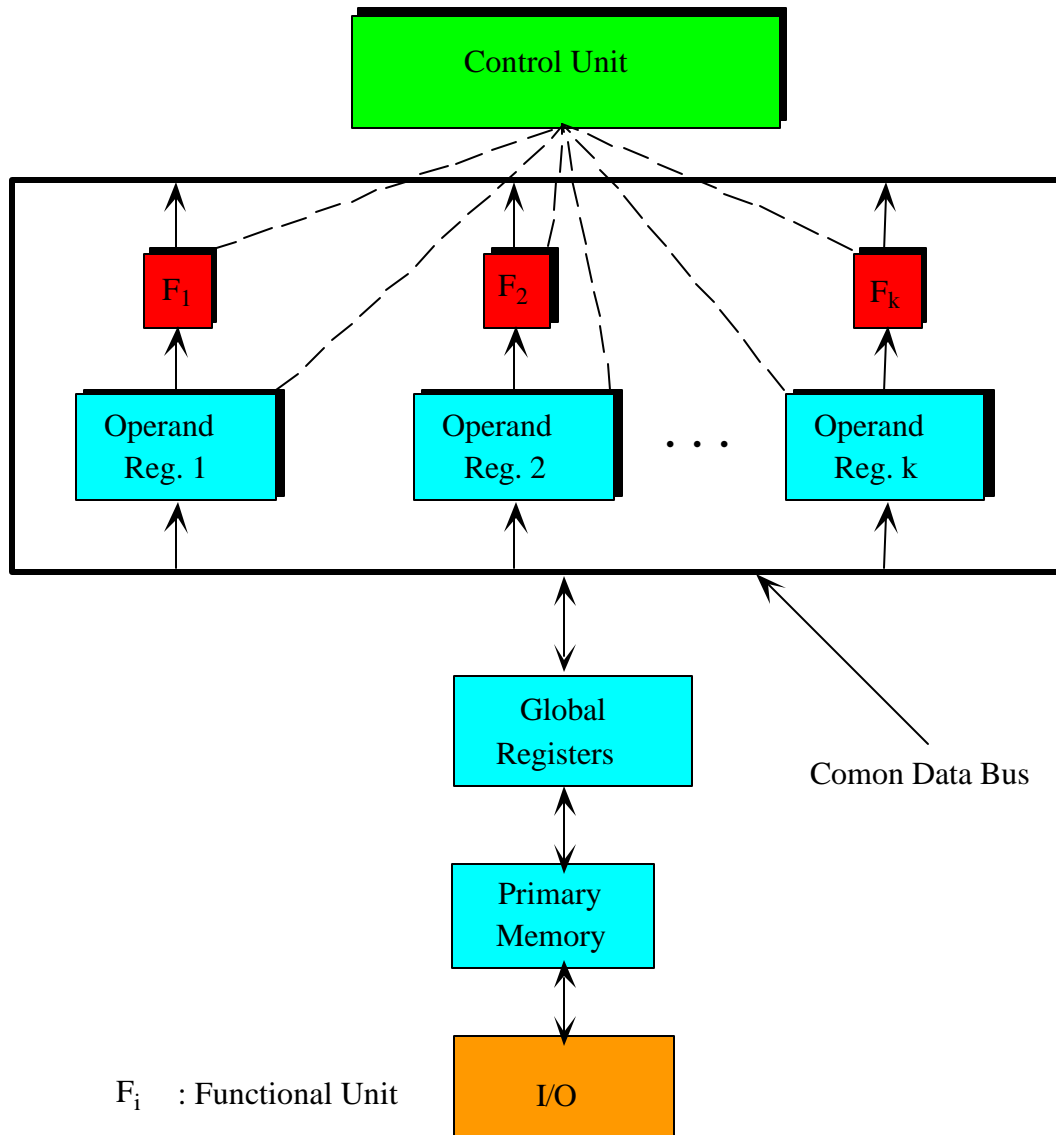 Control Unit
F1
F2
Fk
Operand
Reg. 1
Operand
Reg. 2
. . .
Operand
Reg. k
Global
Registers
Comon Data Bus
Primary
Memory
Fi : Functional Unit
I/O